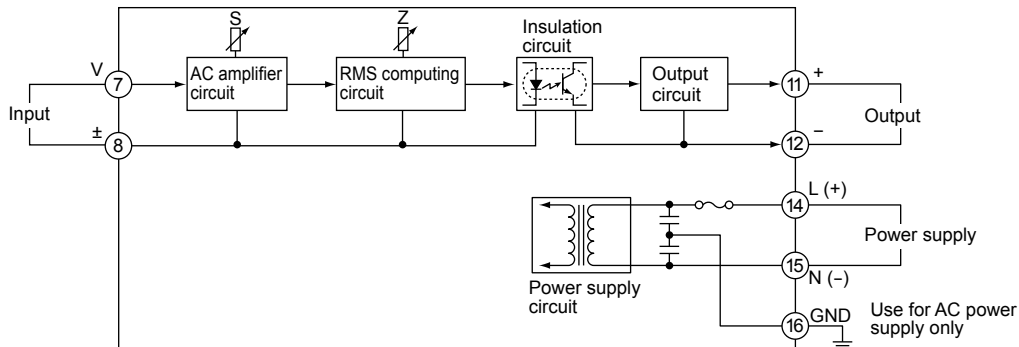 S
Z
Insulation
circuit
V
7
AC amplifier
circuit
RMS computing
circuit
Output
circuit
11
+
Input
Output
±
8
12
−
L (+)
14
Power supply
15
N (−)
Power supply
circuit
16
GND
Use for AC power
supply only